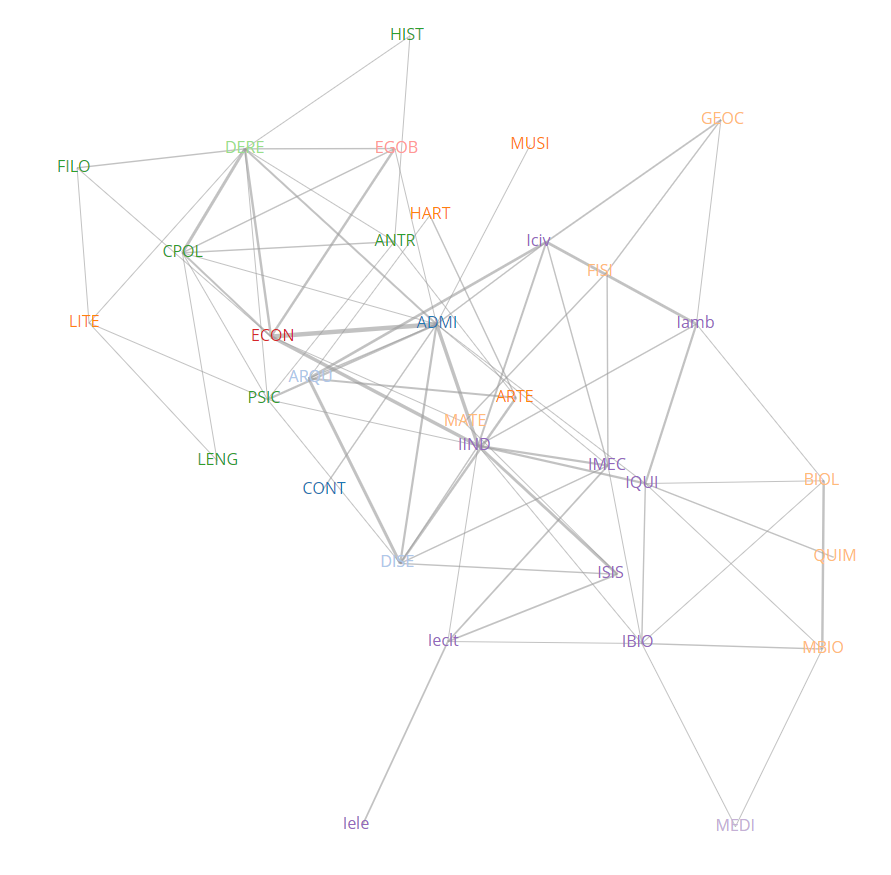 HIST
GEOC
MUSI
DERE
EGOB
FILO
HART
ANTR
Iciv
CPOL
FISI
LITE
ADMI
Iamb
ECON
ARQU
PSIC
ARTE
MATE
IIND
LENG
IMEC
IQUI
BIOL
CONT
QUIM
DISE
ISIS
Ieclt
IBIO
MBIO
Iele
MEDI